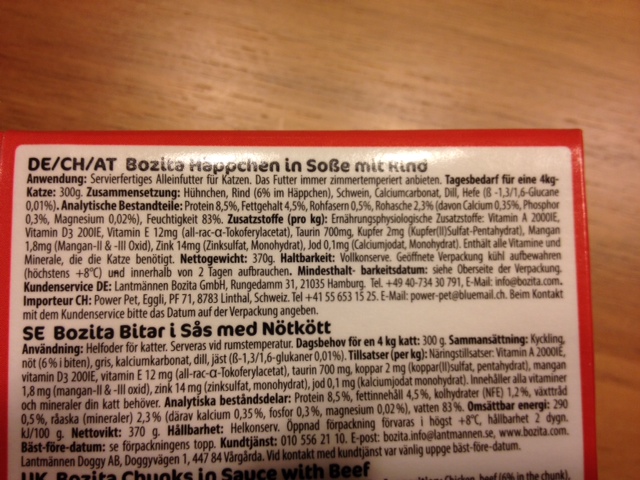 DE/CH/AT Bozita Häppchen in Soße mit Rind
Anwendung: Servierfertiges Alleinfutter für Katzen. Das Futter immer zimmertemperiert anbieten. Tagesbedarf für eine 4kg-
Katze: 300g. Zusammensetzung: Hühnchen, Rind (6% im Häppchen), Schwein, Calciumcarbonat, Dill, Hefe (ß -1,3/1,6-Glucane
0,01%). Analytische Bestandteile: Protein 8,5%, Fettgehalt 4,5%, Rohfasern 0,5%, Rohasche 2,3% (davon Calcium 0,35%, Phosphor
0,3%, Magnesium 0,02%), Feuchtigkeit 83%. Zusatzstoffe (pro kg): Ernährungsphysiologische Zusatzstoffe: Vitamin A 2000IE,
Vitamin D3 200IE, Vitamin E 12mg (all-rac-α-Tokoferylacetat), Taurin 700mg, Kupfer 2mg (Kupfer(II)Sulfat-Pentahydrat), Mangan
1,8mg (Mangan-II & -III Oxid), Zink 14mg (Zinksulfat, Monohydrat), Jod 0,1mg (Calciumjodat, Monohydrat). Enthält alle Vitamine und
Minerale, die die Katze benötigt. Nettogewicht: 370g. Haltbarkeit: Vollkonserve. Geöffnete Verpackung kühl aufbewahren
(höchstens +8°C) und innerhalb von 2 Tagen aufbrauchen. Mindesthalt- barkeitsdatum: siehe Oberseite der Verpackung.
Kundenservice DE: Lantmännen Bozita GmbH, Rungedamm 31, 21035 Hamburg. Tel. +49 40-734 30 791, E-Mail: info@bozita.com.
Importeur CH: Power Pet, Eggli, PF 71, 8783 Linthal, Schweiz. Tel +41 55 653 15 25. E-Mail: power-pet@bluemail.ch. Beim Kontakt
mit dem Kundenservice bitte das Datum auf der Verpackung angeben.
SE Bozita Bitar i Sås med Nötkött
Användning: Helfoder för katter. Serveras vid rumstemperatur. Dagsbehov för en 4 kg katt: 300 g. Sammansättning: Kyckling,
nöt (6 % i biten), gris, kalciumkarbonat, dill, jäst (ß-1,3/1,6-glukaner 0,01%). Tillsatser (per kg): Näringstillsatser: Vitamin A 2000IE,
vitamin D3 200IE, vitamin E 12 mg (all-rac-α-Tokoferylacetat), taurin 700 mg, koppar 2 mg (koppar(II)sulfat, pentahydrat), mangan
1,8 mg (mangan-II & -III oxid), zink 14 mg (zinksulfat, monohydrat), jod 0,1 mg (kalciumjodat monohydrat). Innehåller alla vitaminer
och mineraler din katt behöver. Analytiska beståndsdelar: Protein 8,5%, fettinnehåll 4,5%, kolhydrater (NFE) 1,2%, växttråd
0,5%, råaska (mineraler) 2,3% (därav kalcium 0,35%, fosfor 0,3%, magnesium 0,02%), vatten 83%. Omsättbar energi: 290
kJ/100 g. Nettovikt: 370 g. Hållbarhet: Helkonserv. Öppnad förpackning förvaras i högst +8°C, hållbarhet 2 dygn.
Bäst-före-datum: se förpackningens topp. Kundtjänst: 010 556 21 10. E-post: bozita.info@lantmannen.se, www.bozita.com.
Lantmännen Doggy AB, Doggyvägen 1, 447 84 Vårgårda. Vid kontakt med kundtjänst var vänlig uppge bäst-före-datum.
UK Bozita Chunks in Sauce with Beef
Chicken, beef (6% in the chunk),